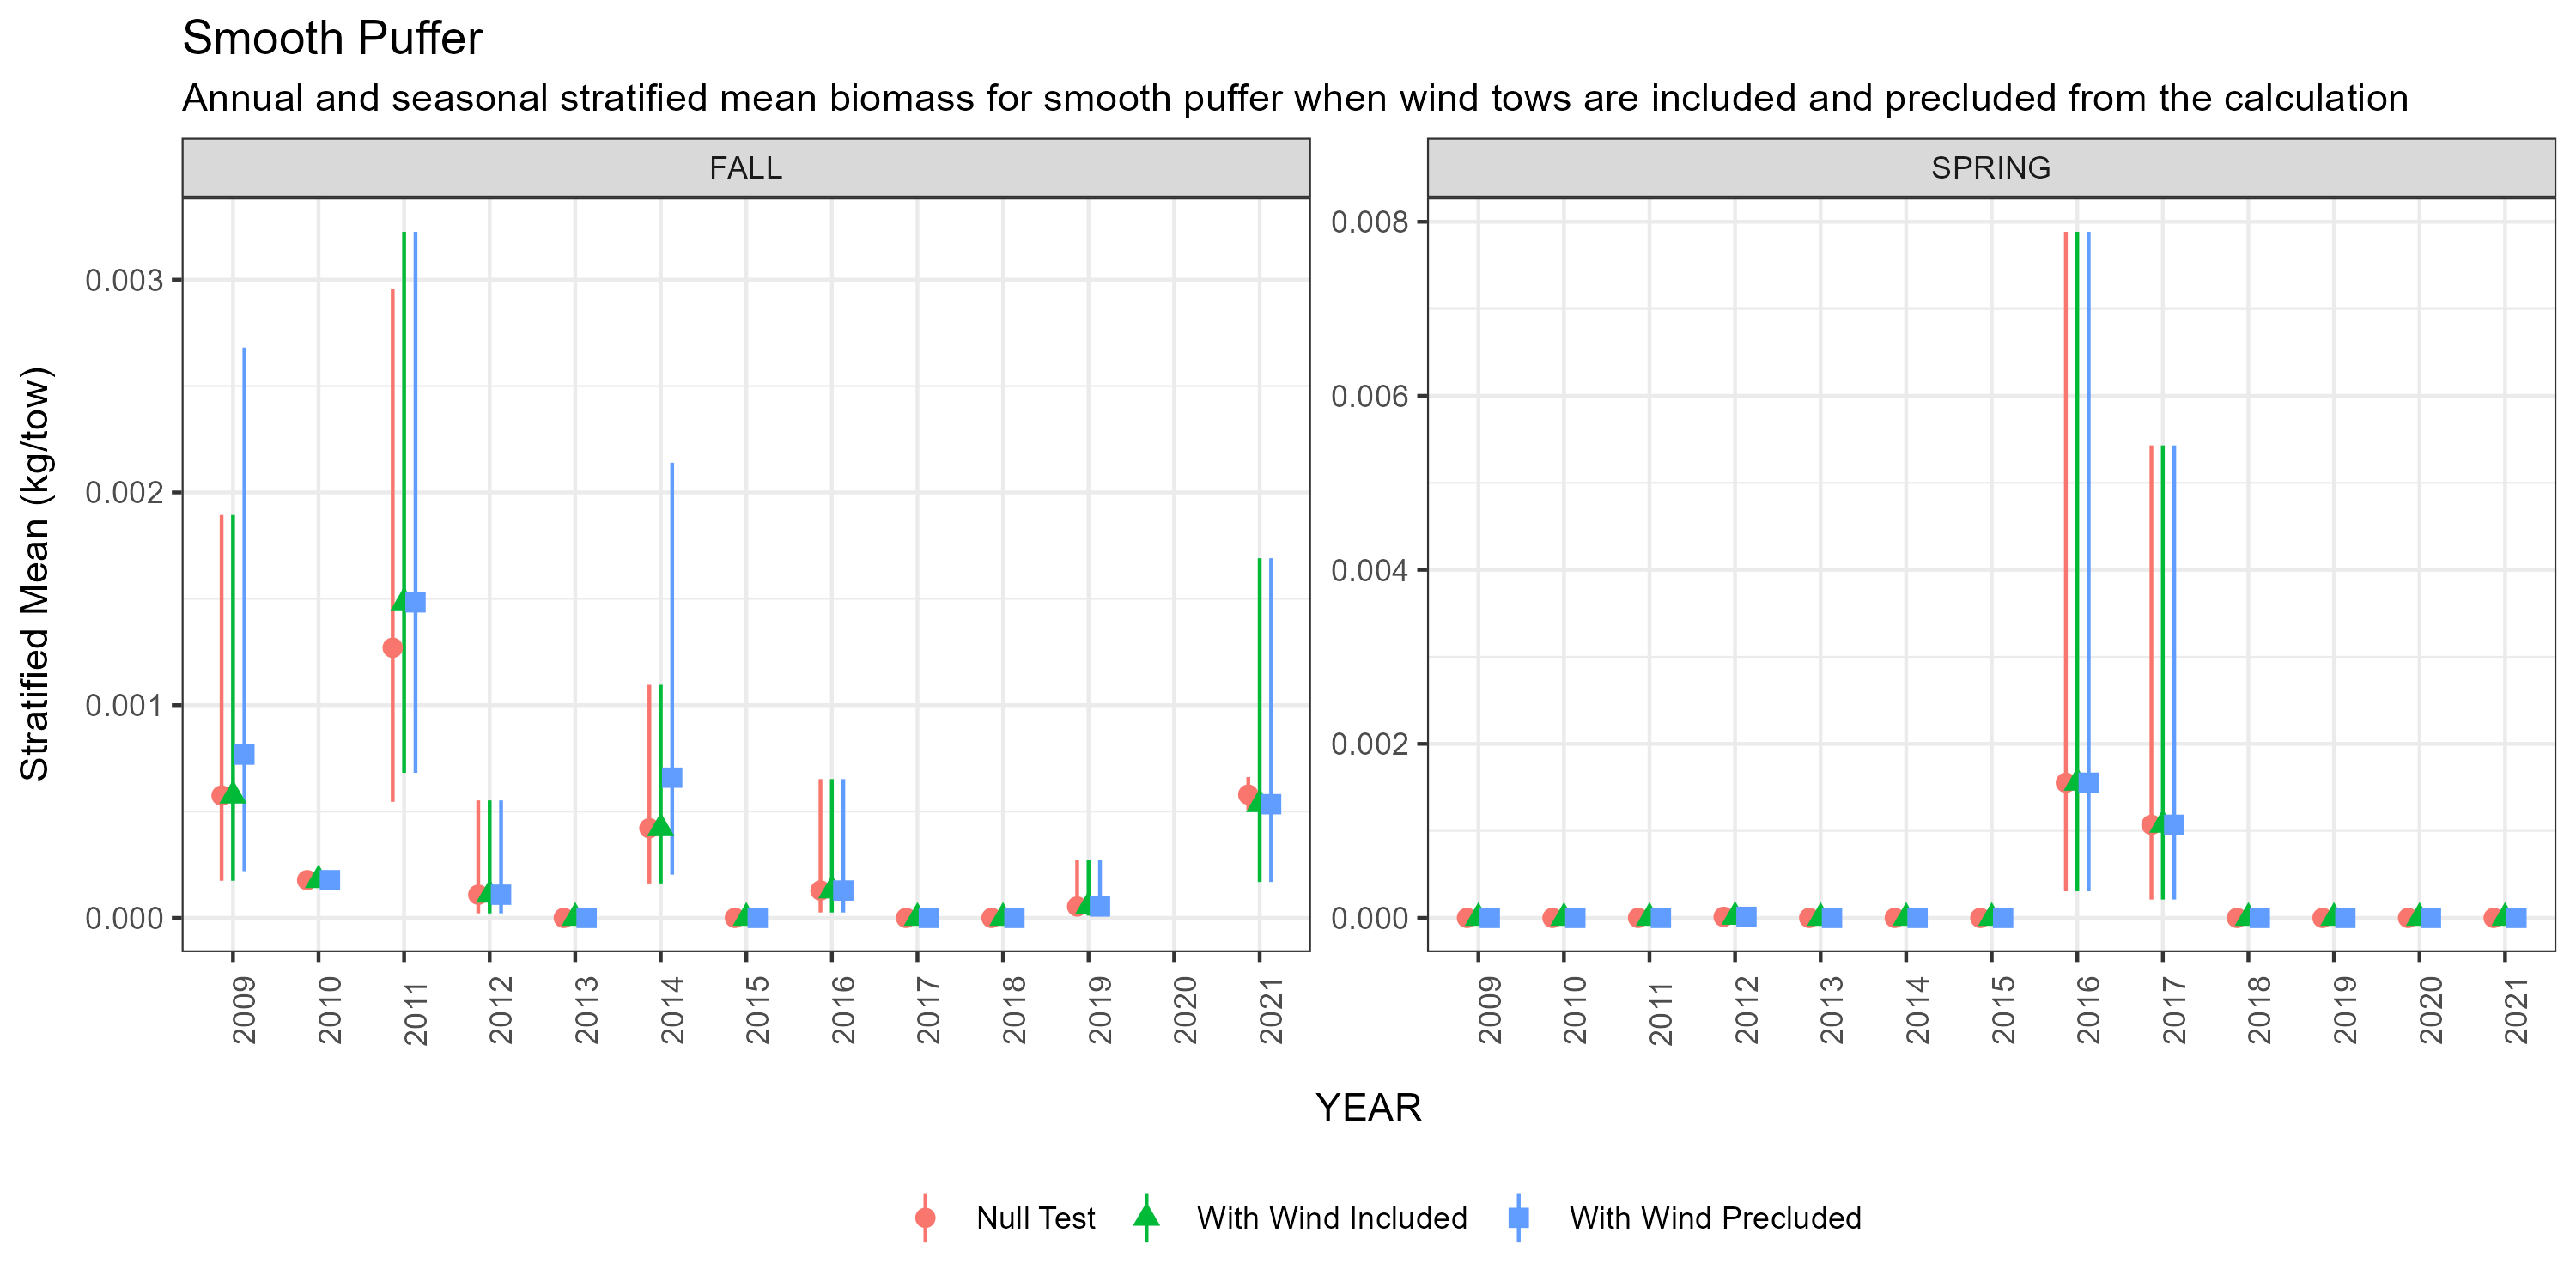 Smooth Puffer
Annual and seasonal stratified mean biomass for smooth puffer when wind tows are included and precluded from the calculation
FALL
SPRING
Stratified Mean (kg/tow)
0.003
0.002
0.001
0.000
0.008
0.006
0.004
0.002
0.000
2009 2010 2011 2012 2013 2014 2015 2016 2017 2018 2019 2020 2021
2009 2010 2011 2012 2013 2014 2015 2016 2017 2018 2019 2020 2021
YEAR
Null Test With Wind Included With Wind Precluded